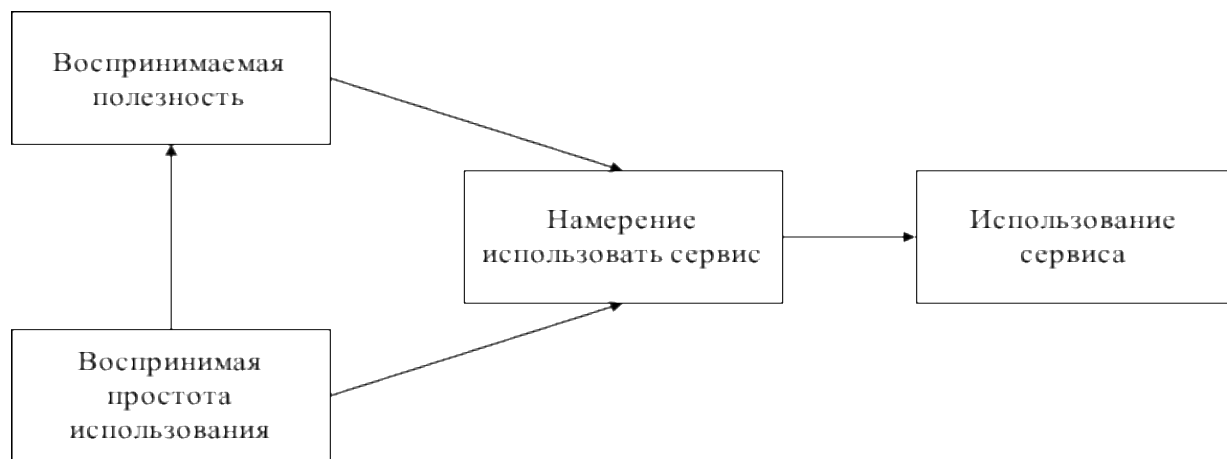 Воспринимаемая
полезность
Намерение
использовать сервис
Использование
сервиса
Воспринимая
простота
использования